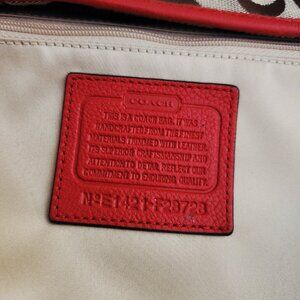 COACH
THIS IS A COACH BAG. IT WAS
HANDCRAFTED FROM THE FINEST
MATERIALS TRIMMED WITH LEATHER.
ITS SUPERIOR CRAFTSMANSHIP AND
ATTENTION TO DETAIL REFLECT OUR
COMMITMENT TO ENDURING QUALITY.
Nº E1421-F28728